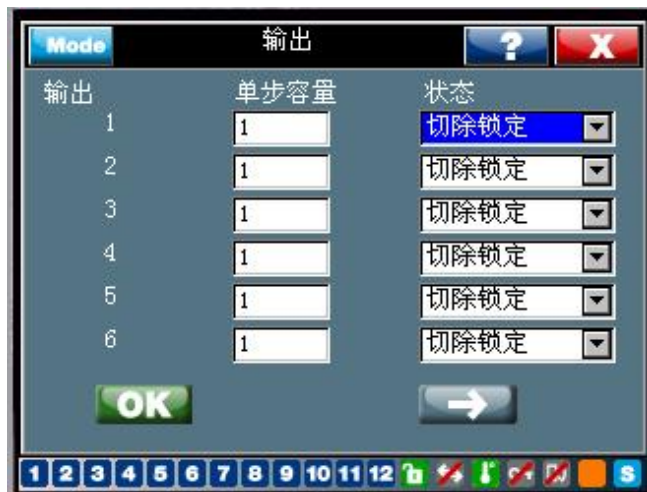 Mode 输出 ? X
输出 单步容量 状态
1 1 切除锁定
2 1 切除锁定
3 1 切除锁定
4 1 切除锁定
5 1 切除锁定
6 1 切除锁定
OK
1 2 3 4 5 6 7 8 9 10 11 12 S